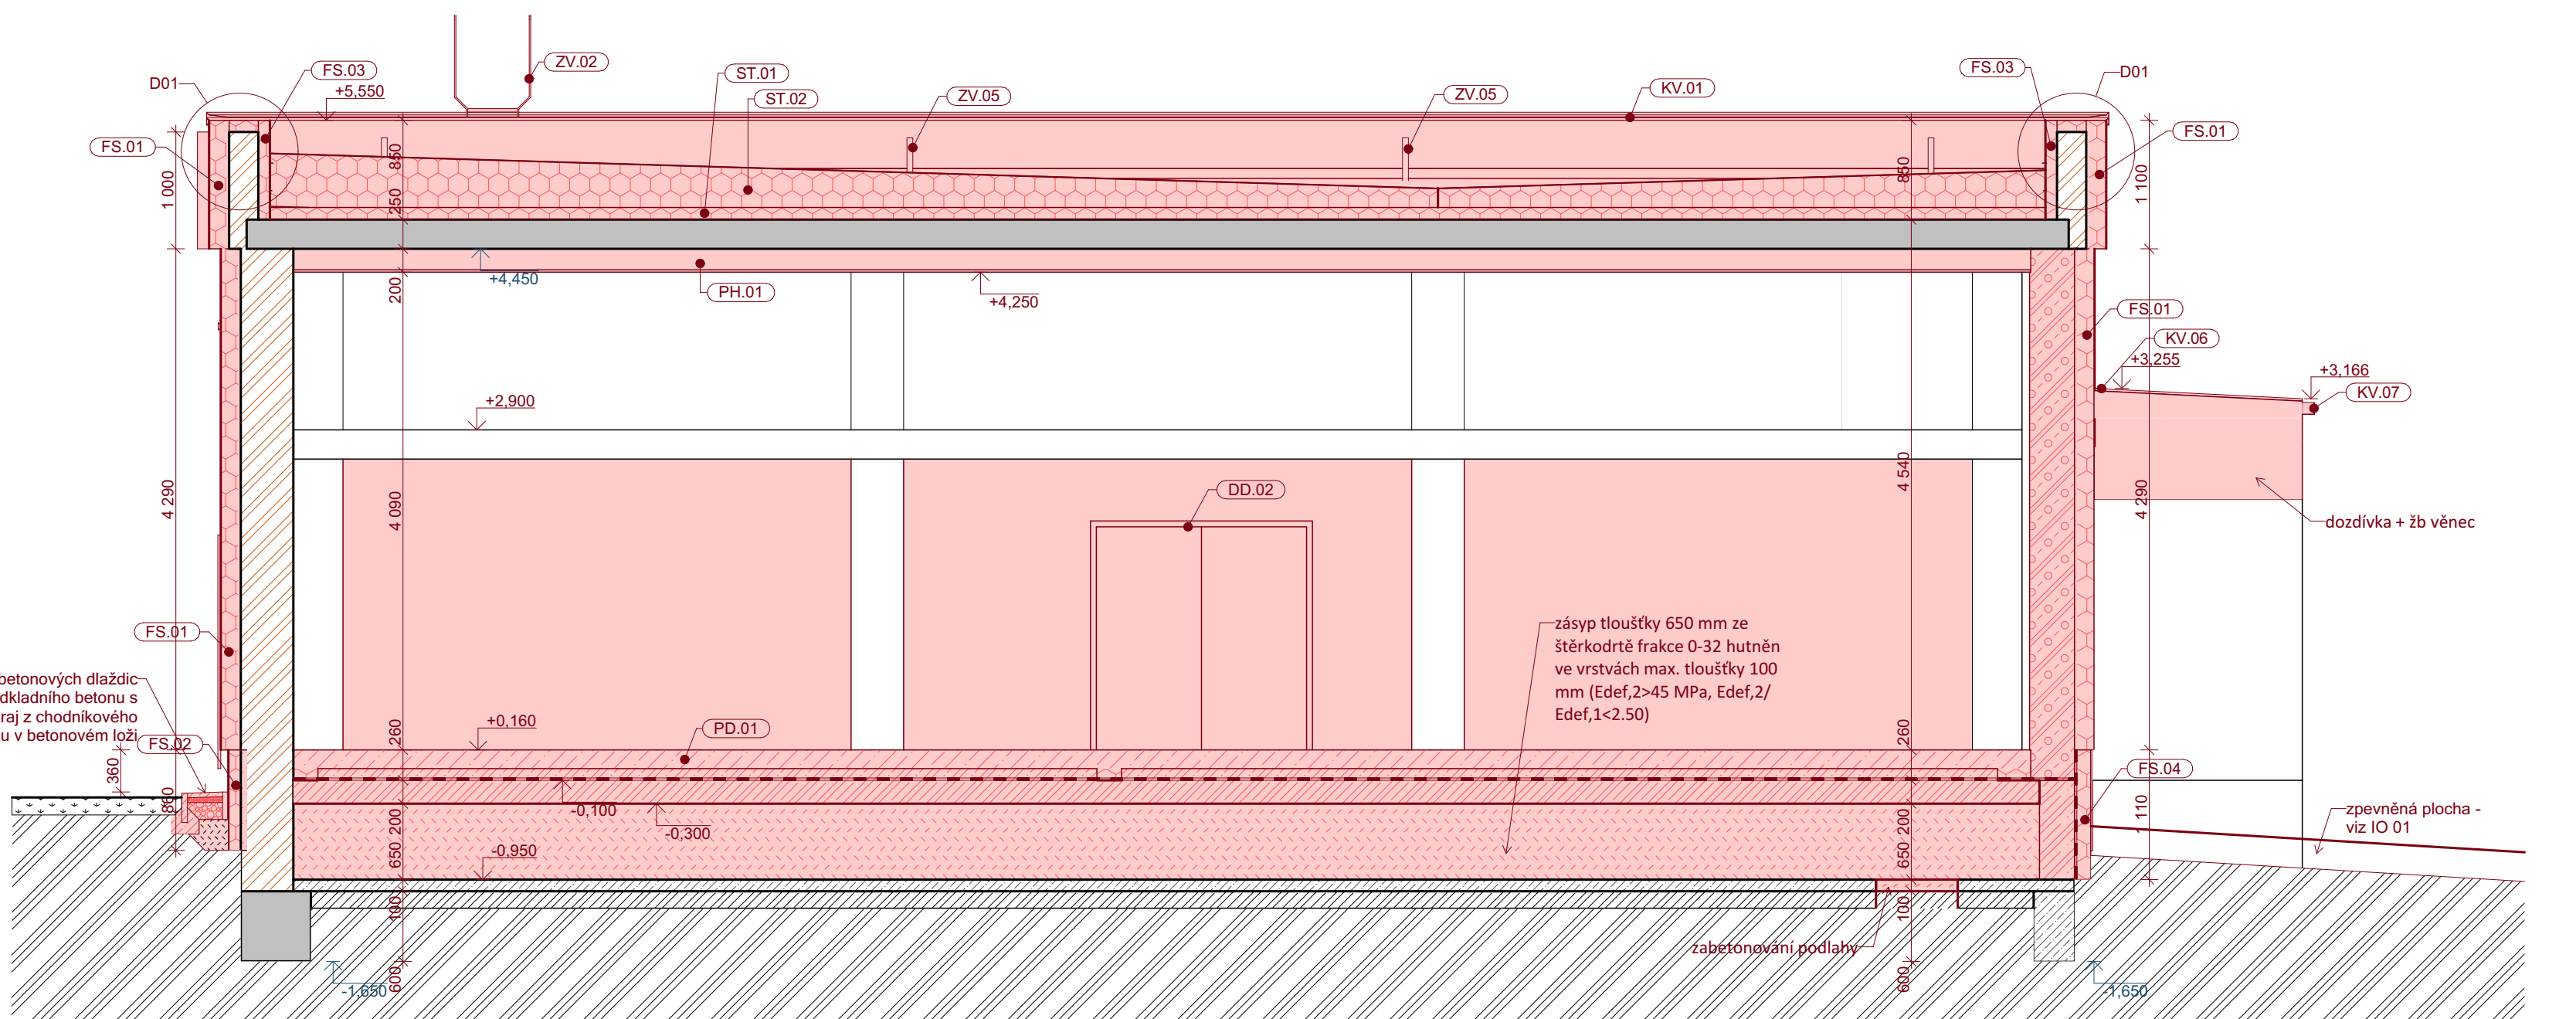 ZV.02
D01
FS.03
+5,550
ST.01
ST.02
ZV.05
ZV.05
KV.01
FS.03
D01
FS.01
FS.01
1 000
850
250
850
1 100
+4,450
200
PH.01
+4,250
FS.01
KV.06
+3,255
+3,166
KV.07
+2,900
4 290
4 090
DD.02
4 540
4 290
dozdívka + žb věnec
zásyp tloušťky 650 mm ze
štěrkodrtě frakce 0-32 hutněn
ve vrstvách max. tloušťky 100
mm (Edef,2>45 MPa, Edef,2/
Edef,1<2.50)
FS.01
betonových dlaždic
dkladního betonu s
raj z chodníkového
u v betonovém loži
FS.02
+0,160
PD.01
260
260
360
860
FS.04
-0,100
-0,300
200
200
1 110
zpevněná plocha -
viz IO 01
-0,950
650
650
100
100
zabetonování podlahy
600
600
-1,650
-1,650